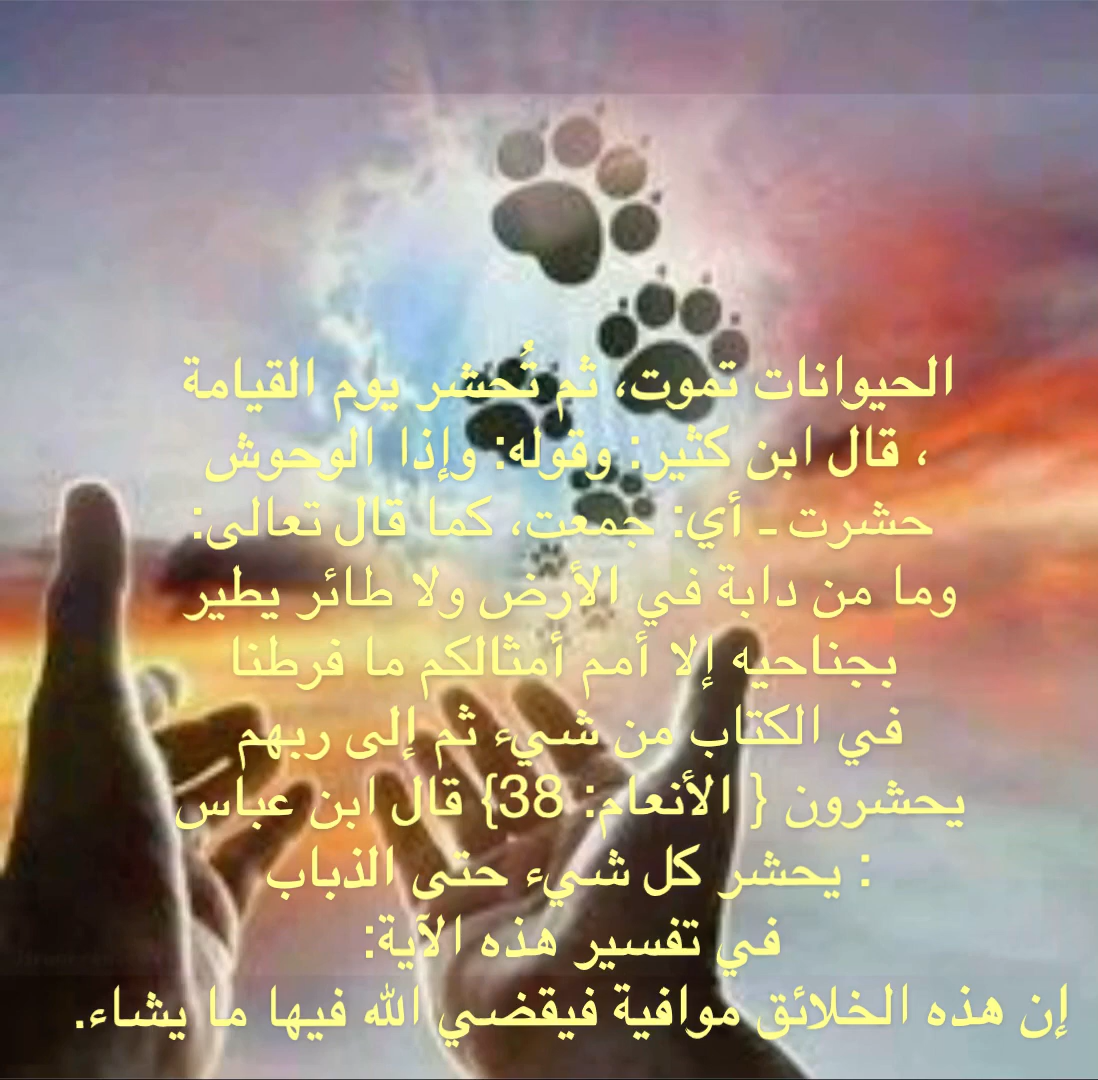 الحيوانات تموت، ثم تُحشر يوم القيامة
، قال ابن كثير: وقوله: وإذا الوحوش
حشرت ـ أي: جمعت، كما قال تعالى:
وما من دابة في الأرض ولا طائر يطير
بجناحيه إلا أمم أمثالكم ما فرطنا
في الكتاب من شيء ثم إلى ربهم
يحشرون { الأنعام: 38} قال ابن عباس
: يحشر كل شيء حتى الذباب
في تفسير هذه الآية:
إن هذه الخلائق موافية فيقضي الله فيها ما يشاء.